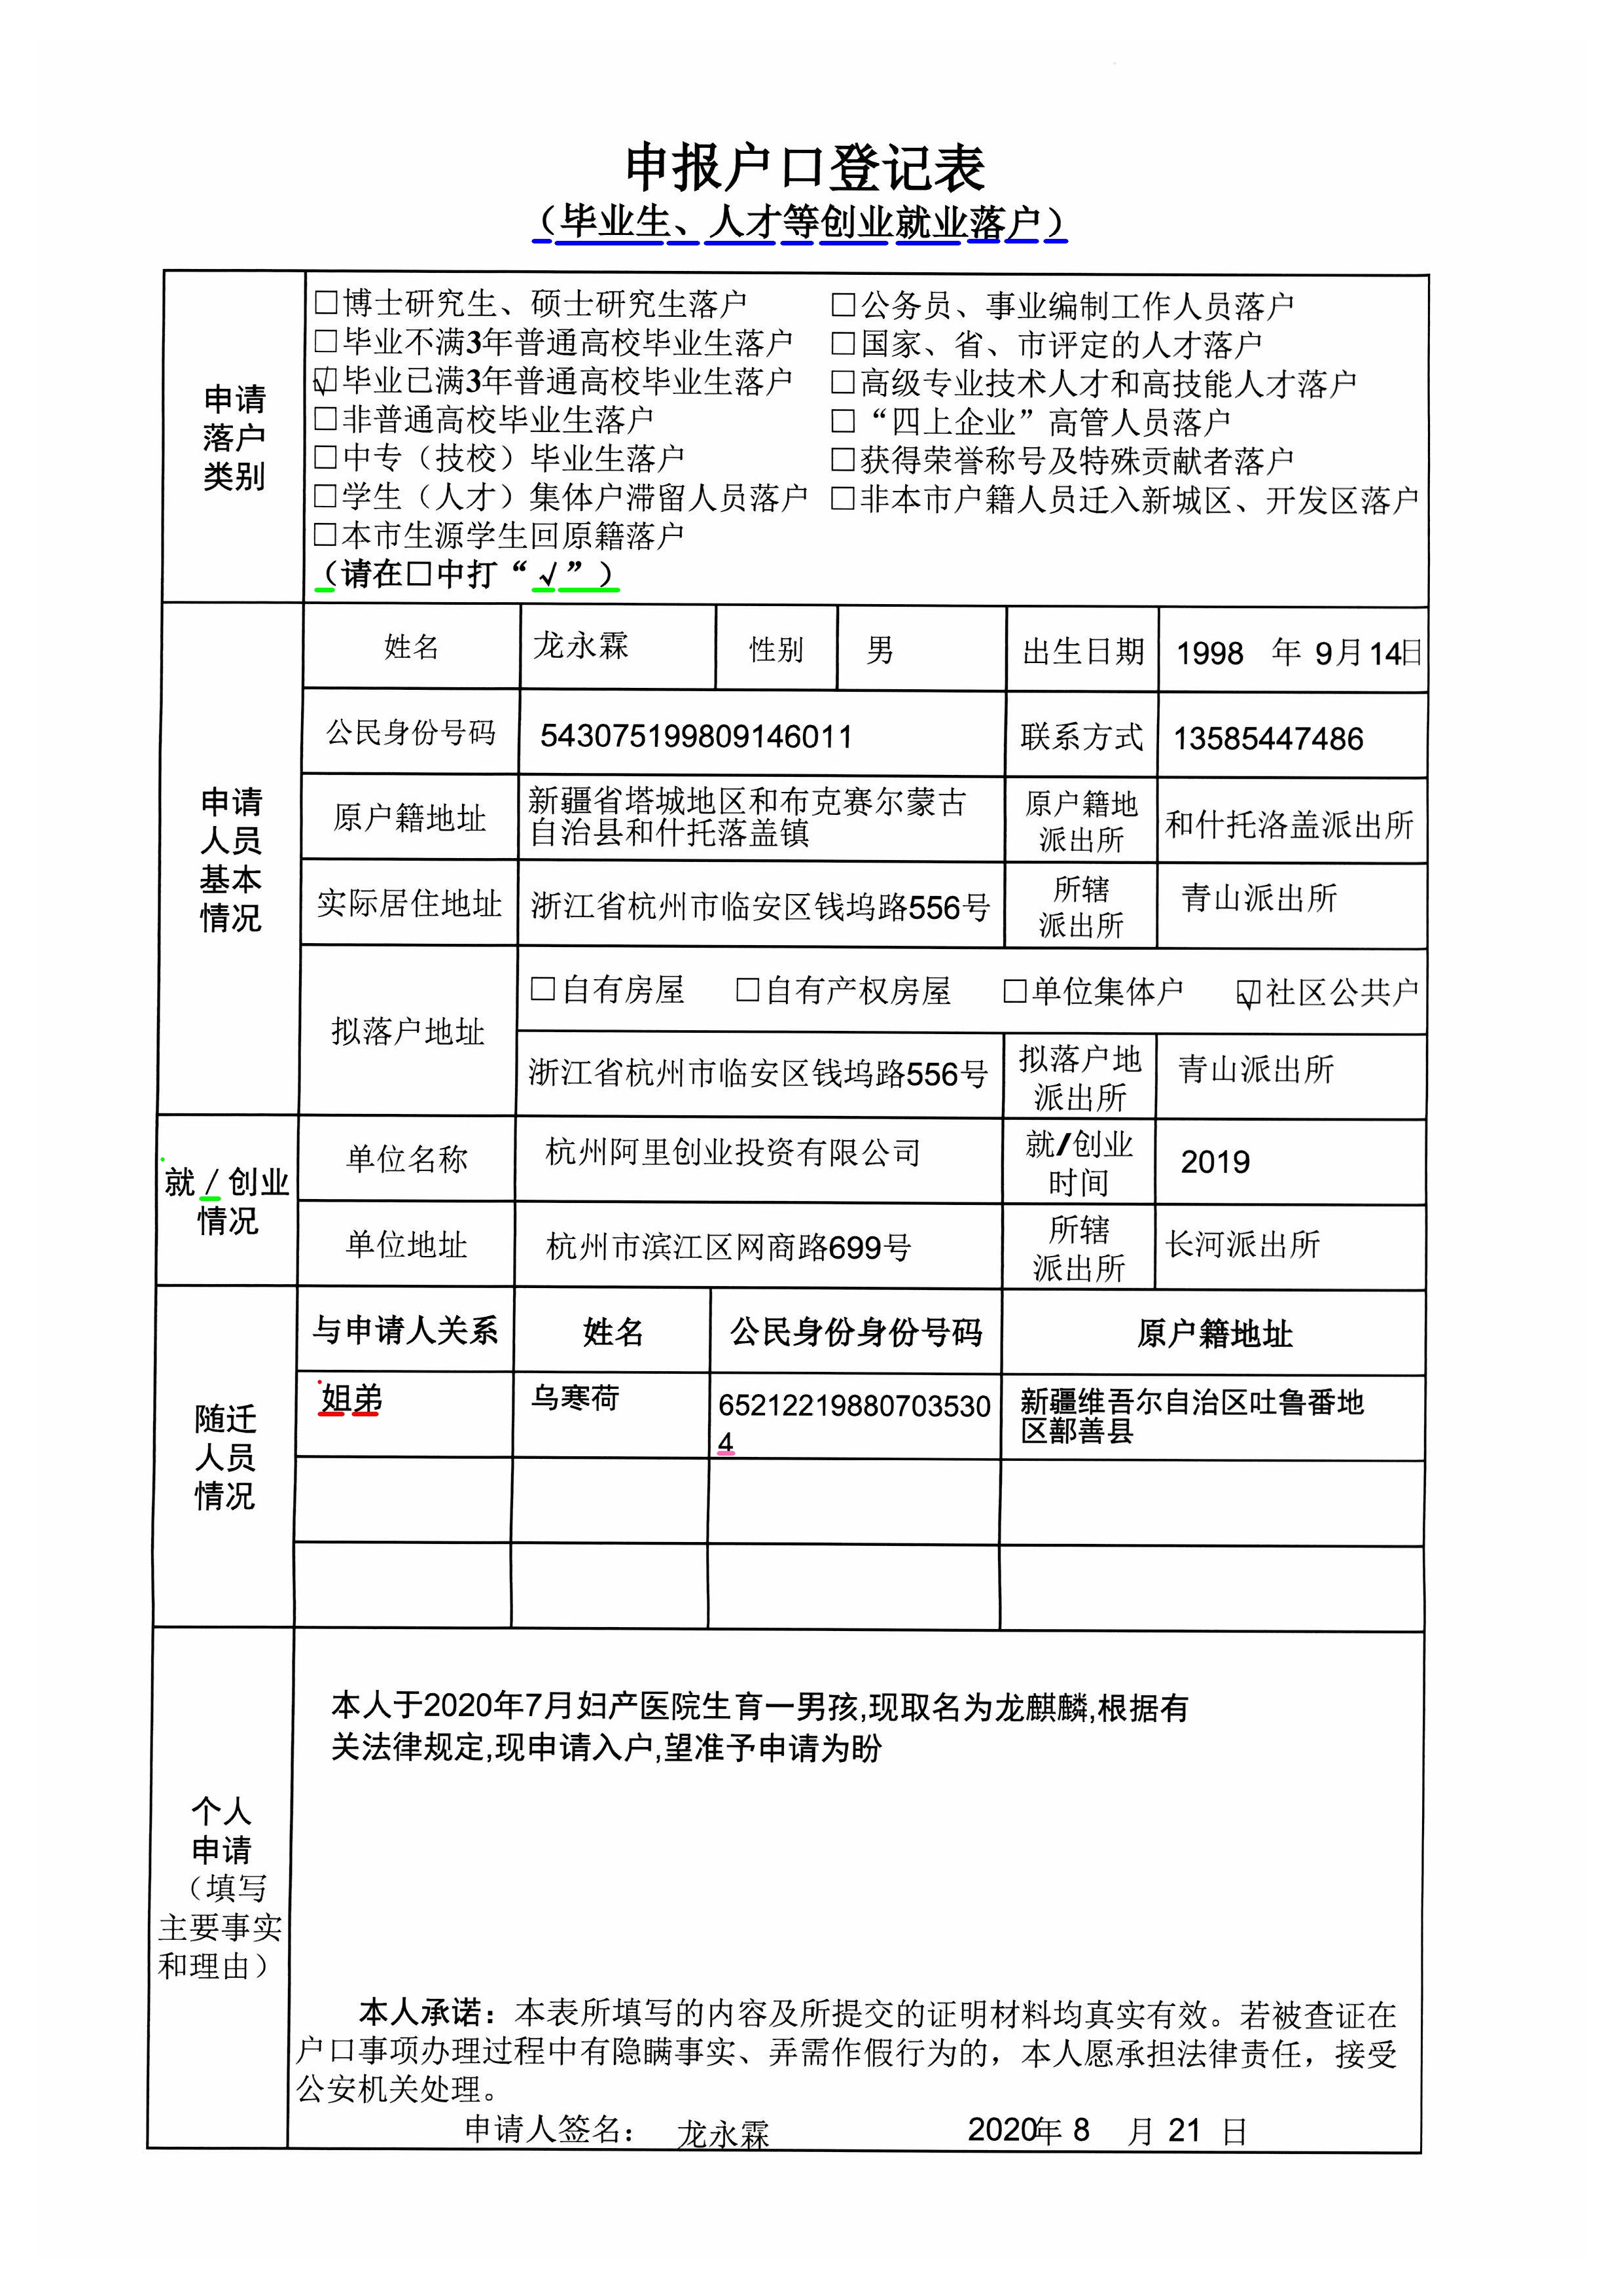 申报户口登记表
（毕业生、人才等创业就业落户）
申请
落户
类别
□博士研究生、硕士研究生落户 □公务员、事业编制工作人员落户
□毕业不满3年普通高校毕业生落户 □国家、省、市评定的人才落户
☑毕业已满3年普通高校毕业生落户 □高级专业技术人才和高技能人才落户
□非普通高校毕业生落户 □“四上企业”高管人员落户
□中专（技校）毕业生落户 □获得荣誉称号及特殊贡献者落户
□学生（人才）集体户滞留人员落户 □非本市户籍人员迁入新城区、开发区落户
□本市生源学生回原籍落户
（请在□中打“√”）
申请
人员
基本
情况
姓名 龙永霖 性别 男 出生日期 1998 年 9月14日
公民身份号码 543075199809146011 联系方式 13585447486
原户籍地址
新疆省塔城地区和布克赛尔蒙古
自治县和什托落盖镇
原户籍地
派出所
和什托洛盖派出所
实际居住地址 浙江省杭州市临安区钱坞路556号
所辖
派出所
青山派出所
拟落户地址
□自有房屋 □自有产权房屋 □单位集体户 ☑社区公共户
浙江省杭州市临安区钱坞路556号
拟落户地
派出所
青山派出所
就/创业
情况
单位名称 杭州阿里创业投资有限公司
就/创业
时间
2019
单位地址 杭州市滨江区网商路699号
所辖
派出所
长河派出所
随迁
人员
情况
与申请人关系 姓名 公民身份身份号码 原户籍地址
姐弟 乌寒荷
65212219880703530
4
新疆维吾尔自治区吐鲁番地
区鄯善县
个人
申请
（填写
主要事实
和理由）
本人于2020年7月妇产医院生育一男孩,现取名为龙麒麟,根据有
关法律规定,现申请入户,望准予申请为盼
本人承诺：本表所填写的内容及所提交的证明材料均真实有效。若被查证在
户口事项办理过程中有隐瞒事实、弄需作假行为的，本人愿承担法律责任，接受
公安机关处理。
申请人签名： 龙永霖 2020年 8 月 21 日